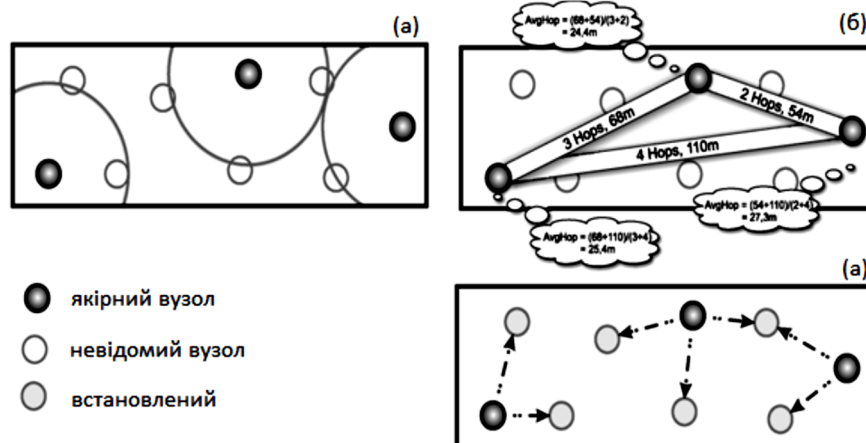 (а)
AvgHop = (68+54)/(3+2)
= 24,4m
(б)
3 Hops, 68m
2 Hops, 54m
4 Hops, 110m
AvgHop = (54+110)/(2+4)
= 27,3m
AvgHop = (68+110)/(3+4)
= 25,4m
(а)
якірний вузол
невідомий вузол
встановлений